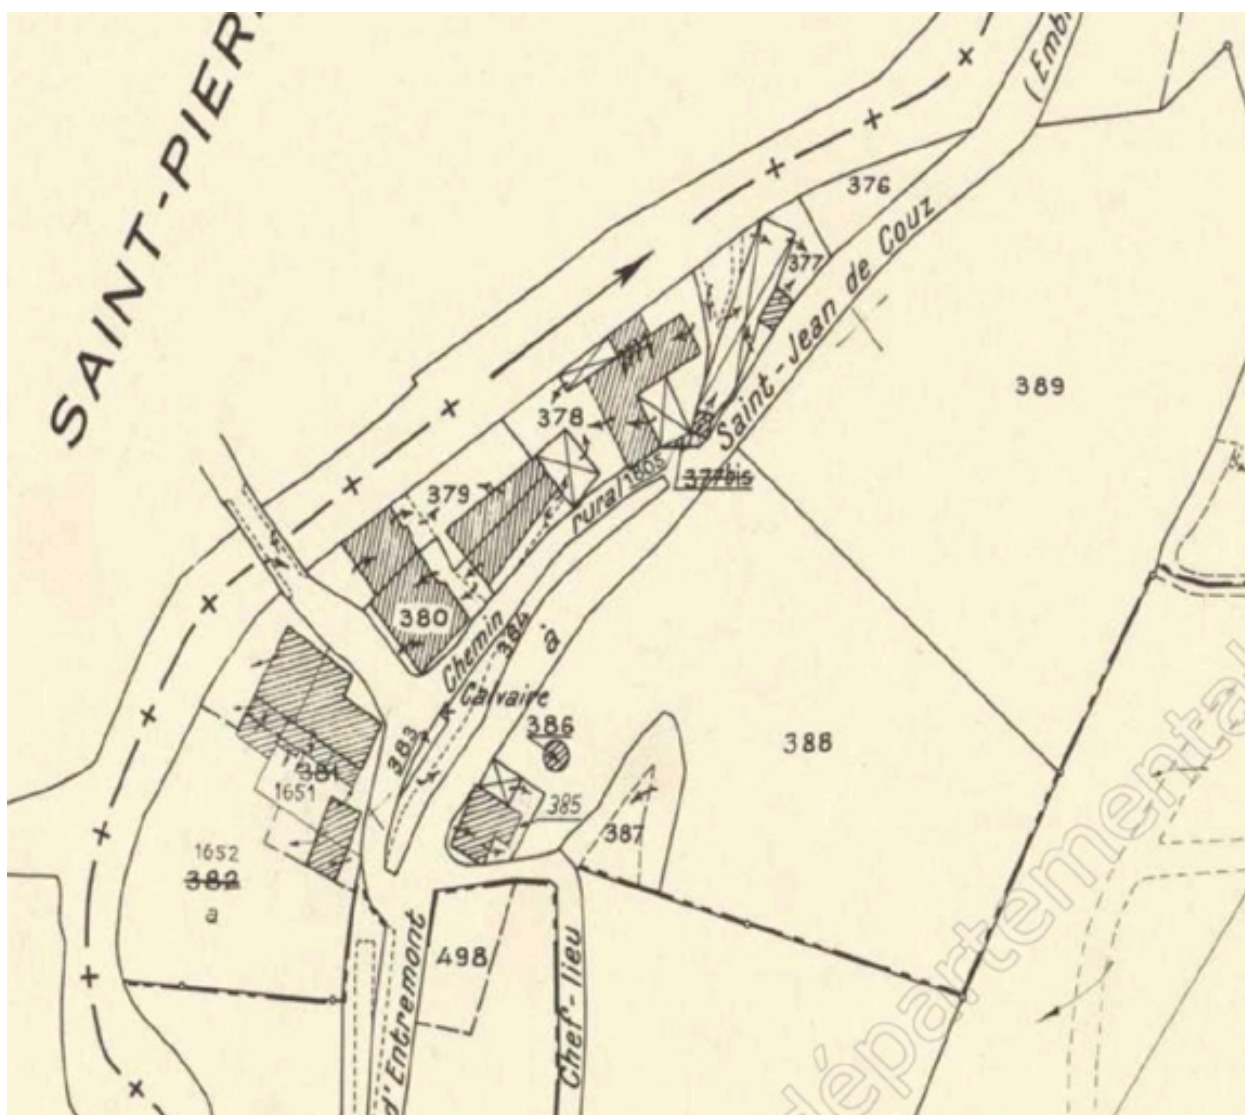 SAINT-PIER
(Emb
376
377
Saint-Jean de Couz
389
378
377bis
rural
379
380
Chemin
384
à
Calvaire
383
386
388
381
1651
385
387
1652
382
a
498
d'Entremont
Chef-lieu
départemental